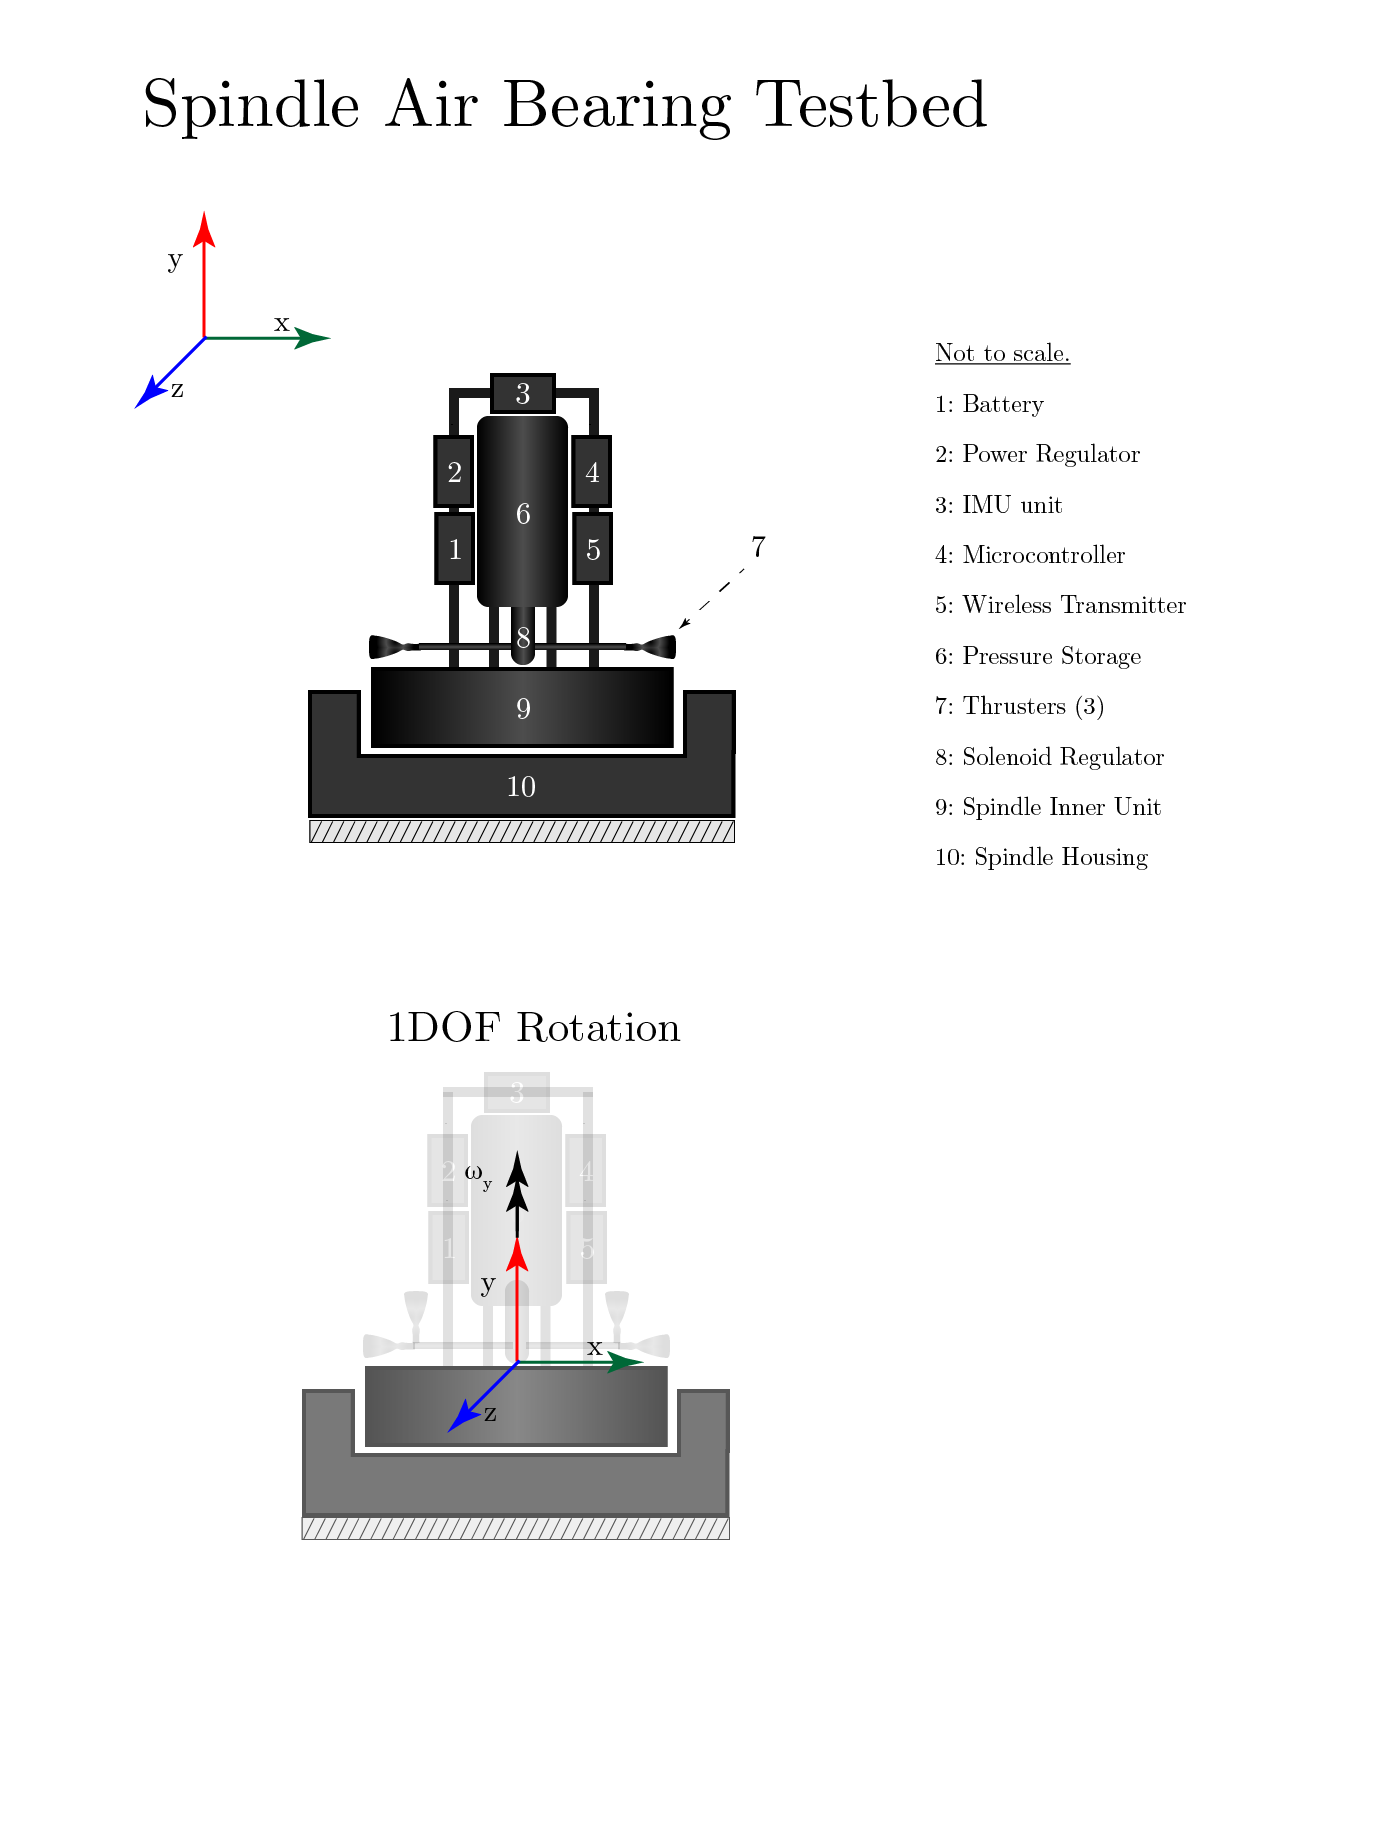 Spindle Air Bearing Testbed
y
x
z
Not to scale.
1: Battery
2: Power Regulator
3: IMU unit
4: Microcontroller
5: Wireless Transmitter
6: Pressure Storage
7: Thrusters (3)
8: Solenoid Regulator
9: Spindle Inner Unit
10: Spindle Housing
3
2
4
6
1
5
7
8
9
10
1DOF Rotation
3
2
ωy
4
1
5
y
x
z